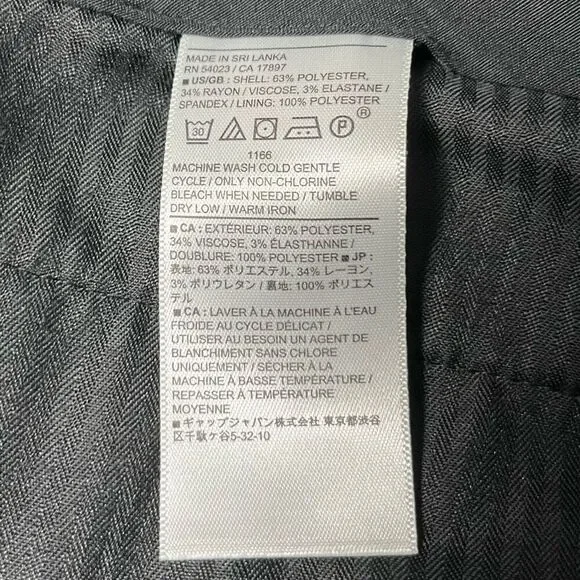 MADE IN SRI LANKA
RN 54023 / CA 17897
■ US/GB : SHELL: 63% POLYESTER,
34% RAYON / VISCOSE, 3% ELASTANE /
SPANDEX / LINING: 100% POLYESTER
30 P ®
1166
MACHINE WASH COLD GENTLE
CYCLE / ONLY NON-CHLORINE
BLEACH WHEN NEEDED / TUMBLE
DRY LOW / WARM IRON
■ CA : EXTÉRIEUR: 63% POLYESTER,
34% VISCOSE, 3% ÉLASTHANNE /
DOUBLURE: 100% POLYESTER ■ JP :
表地: 63% ポリエステル, 34% レーヨン,
3% ポリウレタン / 裏地: 100% ポリエス
テル
■ CA : LAVER À LA MACHINE À L'EAU
FROIDE AU CYCLE DÉLICAT /
UTILISER AU BESOIN UN AGENT DE
BLANCHIMENT SANS CHLORE
UNIQUEMENT / SÉCHER À LA
MACHINE À BASSE TEMPÉRATURE /
REPASSER À TEMPÉRATURE
MOYENNE
■ ギャップジャパン株式会社 東京都渋谷
区千駄ケ谷5-32-10